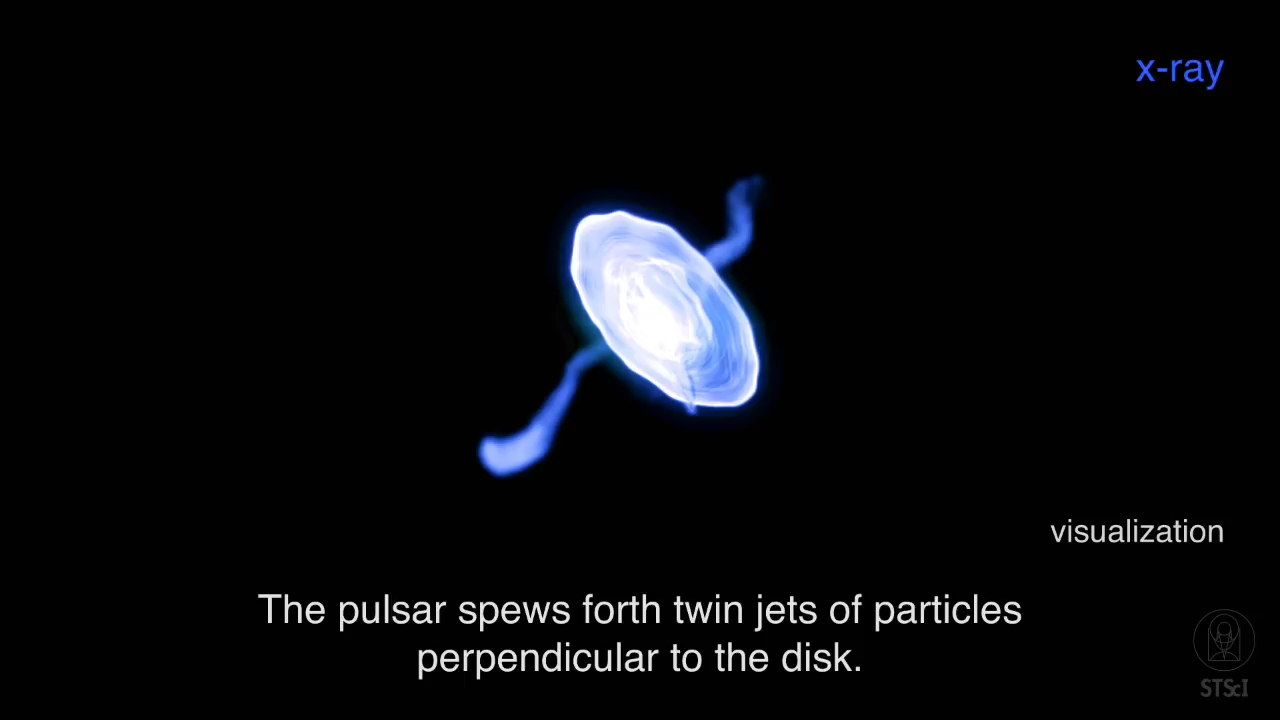 x-ray
visualization
The pulsar spews forth twin jets of particles
perpendicular to the disk.
STScI